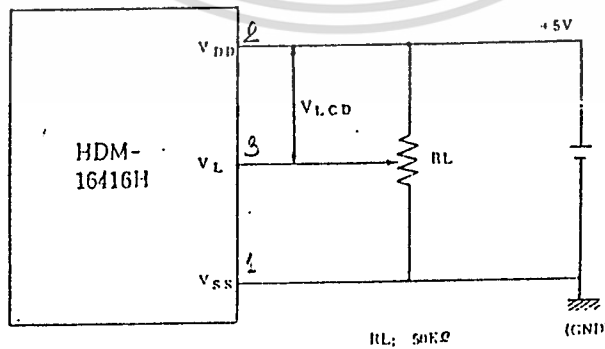 +5V
VDD 2
VLCD
HDM-
16416H
VL 3
RL
VSS 1
RL; 50KΩ
(GND